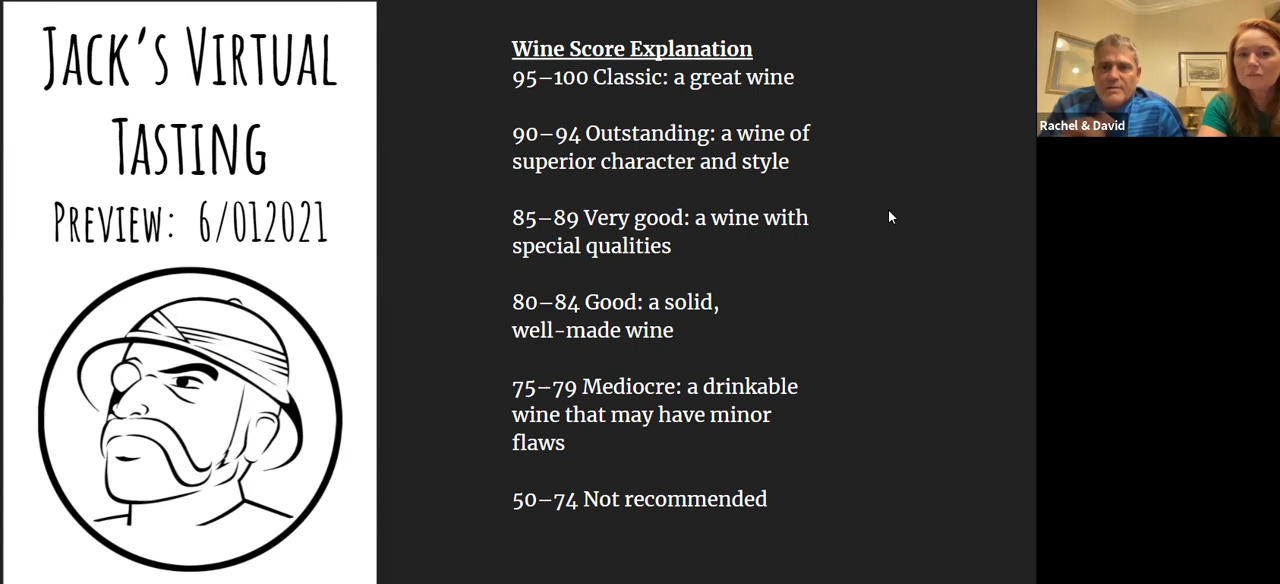 Jack's Virtual
Tasting
Preview: 6/012021
Wine Score Explanation
95–100 Classic: a great wine
90–94 Outstanding: a wine of
superior character and style
85–89 Very good: a wine with
special qualities
80–84 Good: a solid,
well-made wine
75–79 Mediocre: a drinkable
wine that may have minor
flaws
50–74 Not recommended
Rachel & David